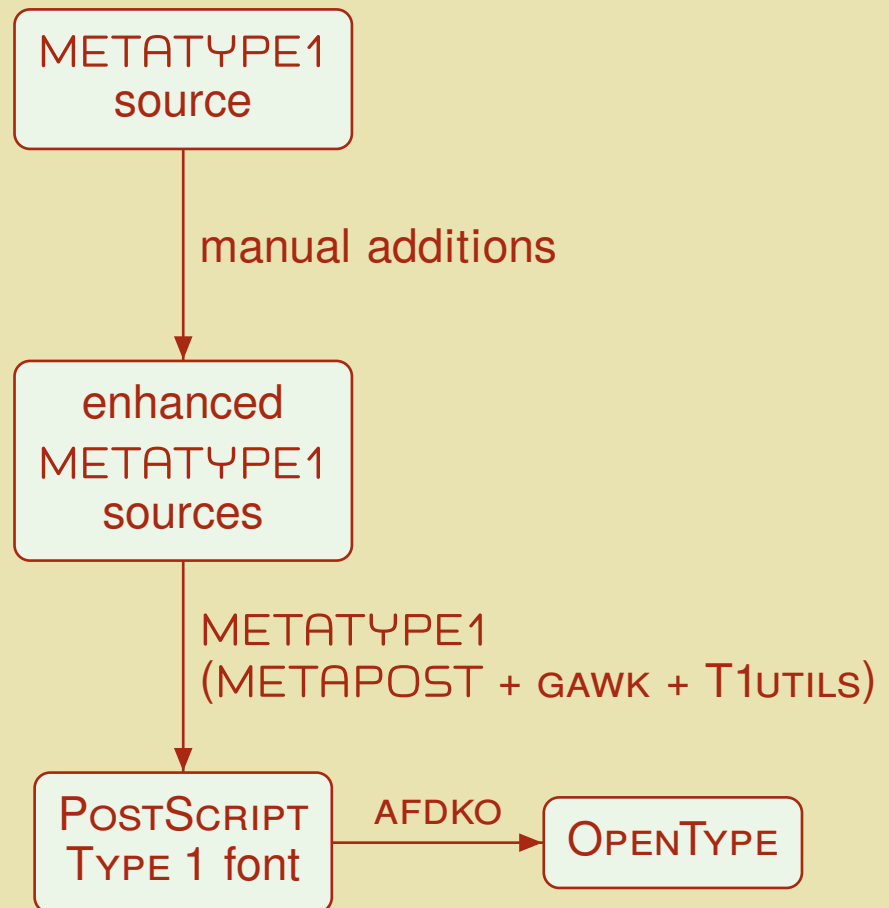 METATYPE1
source
manual additions
enhanced
METATYPE1
sources
METATYPE1
(METAPOST + GAWK + T1UTILS)
POSTSCRIPT
TYPE 1 font
AFDKO
OPENTYPE